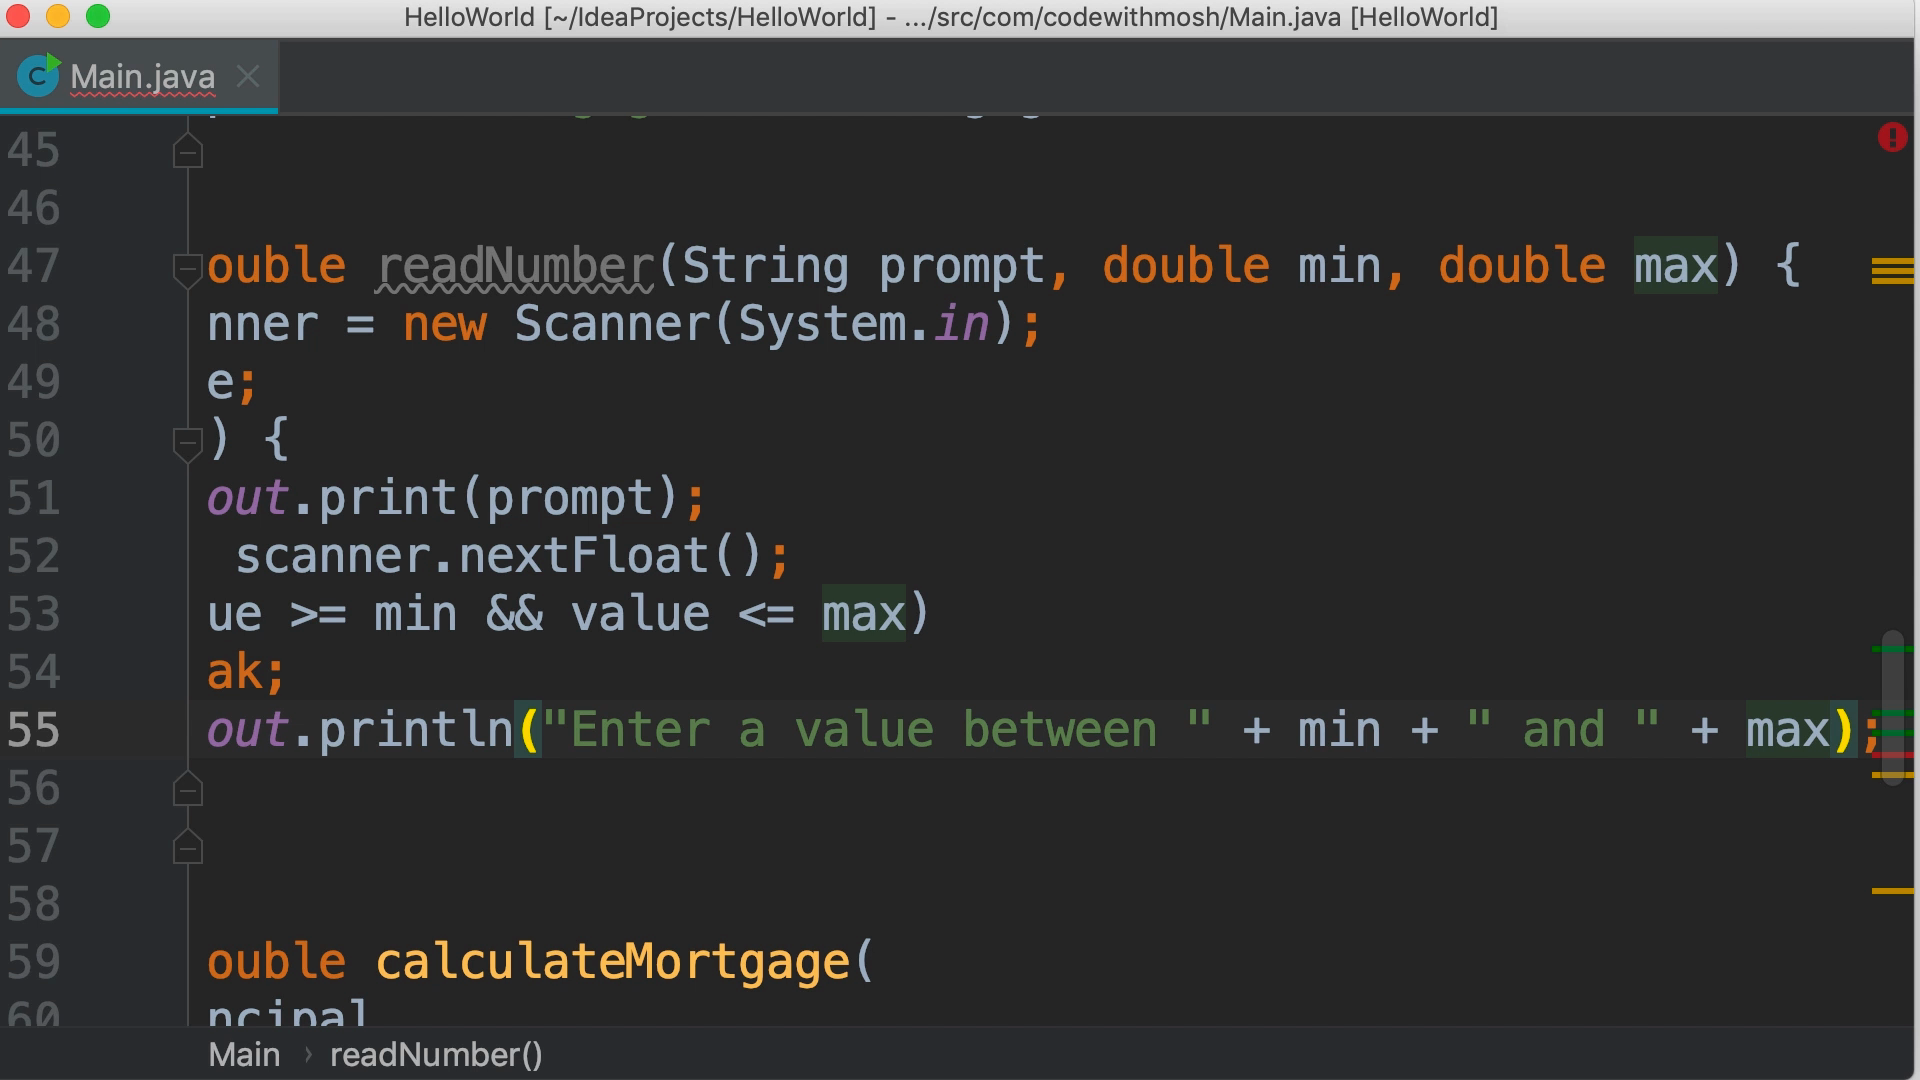 HelloWorld [~/IdeaProjects/HelloWorld] - .../src/com/codewithmosh/Main.java [HelloWorld]
Main.java
45
46
47 ouble readNumber(String prompt, double min, double max) {
48 nner = new Scanner(System.in);
49 e;
50 ) {
51 out.print(prompt);
52 scanner.nextFloat();
53 ue >= min && value <= max)
54 ak;
55 out.println("Enter a value between " + min + " and " + max);
56
57
58
59 ouble calculateMortgage(
60 ncipal
Main › readNumber()